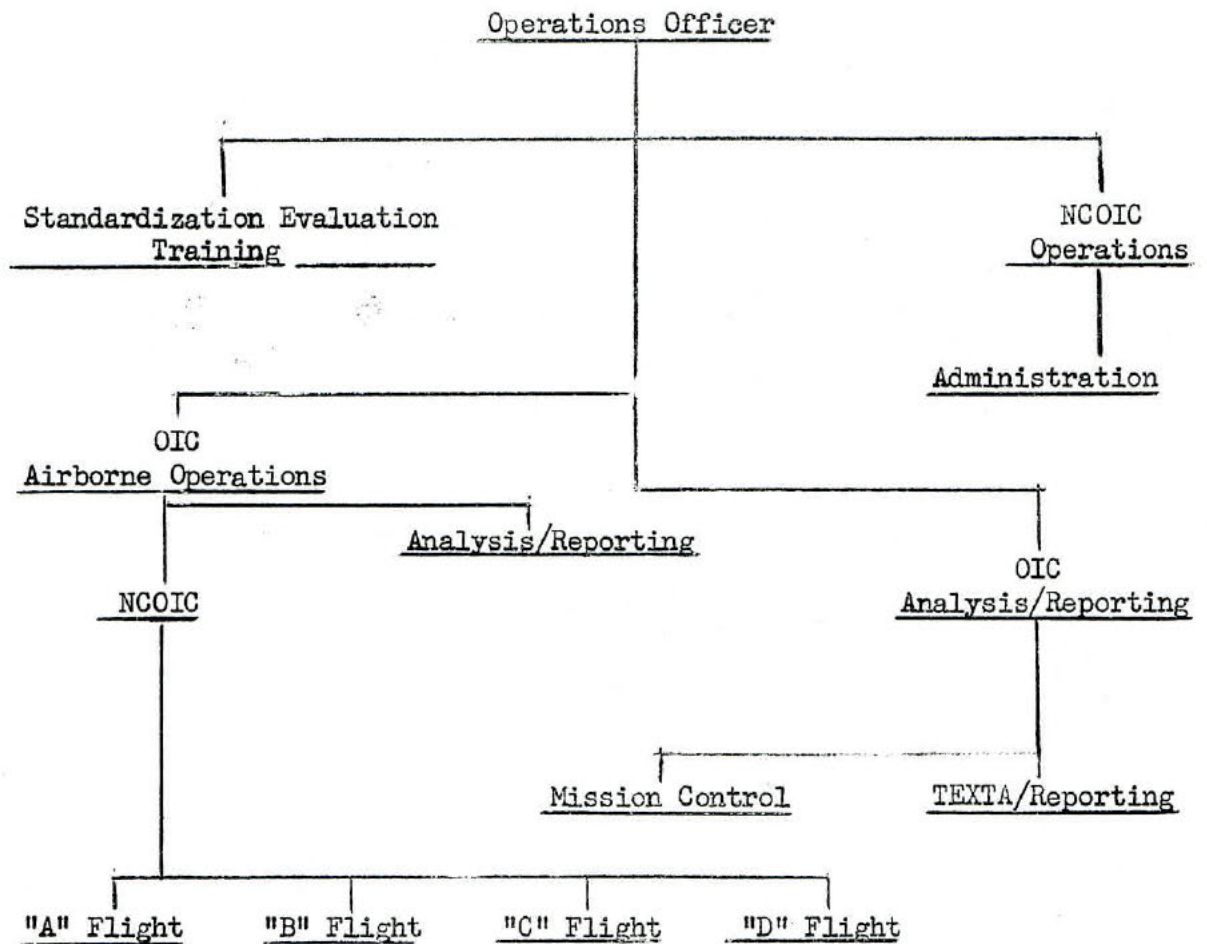 Operations Officer
Standardization Evaluation
Training
NCOIC
Operations
Administration
OIC
Airborne Operations
Analysis/Reporting
OIC
Analysis/Reporting
NCOIC
Mission Control
TEXTA/Reporting
"A" Flight
"B" Flight
"C" Flight
"D" Flight